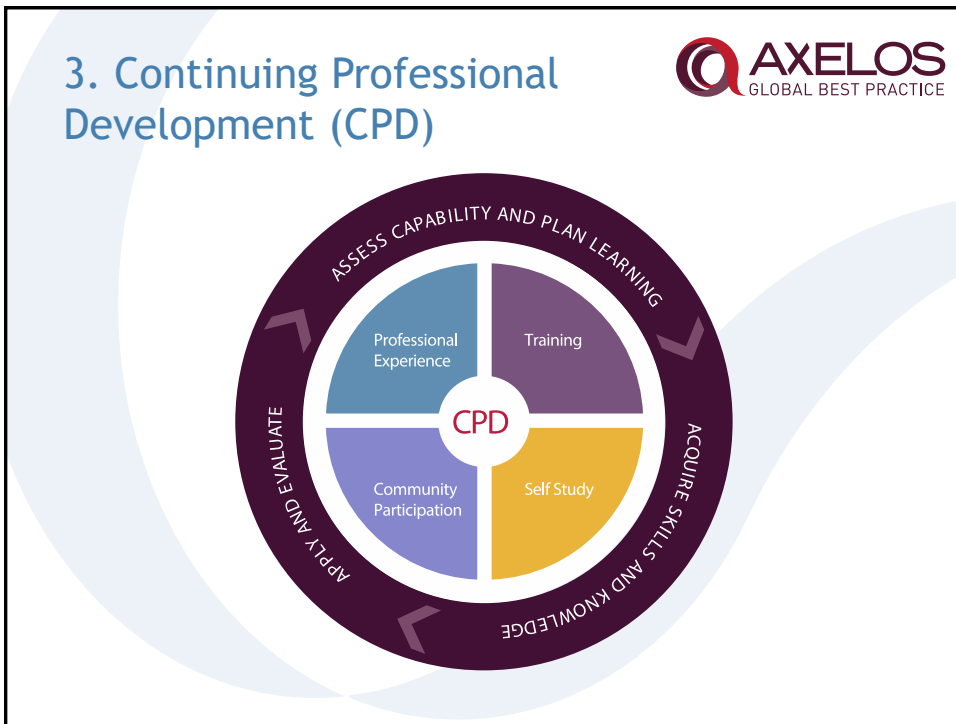 3. Continuing Professional
Development (CPD)
AXELOS
GLOBAL BEST PRACTICE
ASSESS CAPABILITY AND PLAN LEARNING
ACQUIRE SKILLS AND KNOWLEDGE
APPLY AND EVALUATE
Professional
Experience
Training
CPD
Community
Participation
Self Study